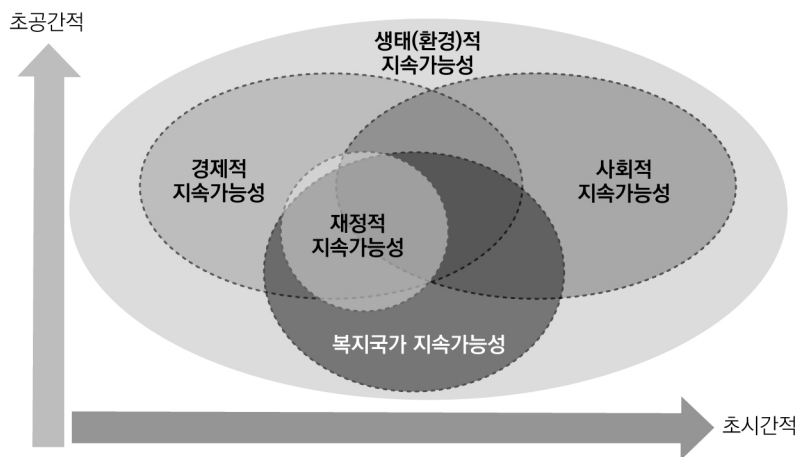 초공간적
생태(환경)적
지속가능성
경제적
지속가능성
사회적
지속가능성
재정적
지속가능성
복지국가 지속가능성
초시간적